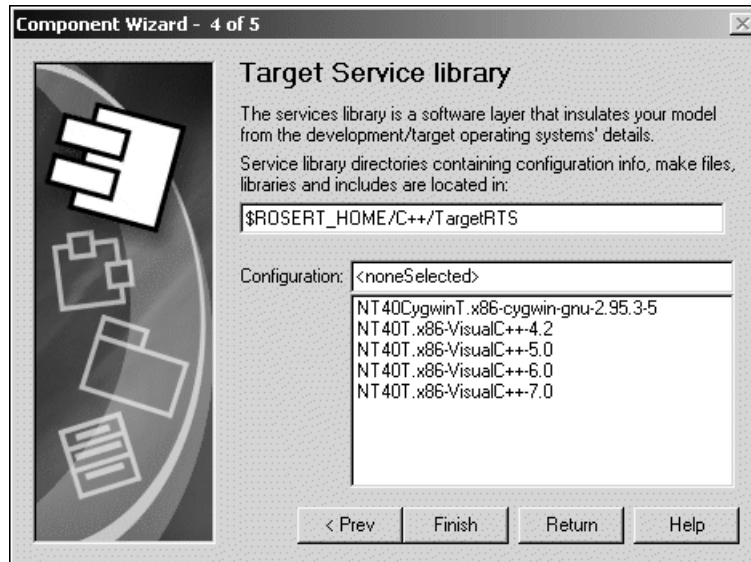 Component Wizard - 4 of 5
Target Service library
The services library is a software layer that insulates your model
from the development/target operating systems' details.
Service library directories containing configuration info, make files,
libraries and includes are located in:
$ROSERT_HOME/C++/TargetRTS
Configuration: <noneSelected>
NT40CygwinT.x86-cygwin-gnu-2.95.3-5
NT40T.x86-VisualC++-4.2
NT40T.x86-VisualC++-5.0
NT40T.x86-VisualC++-6.0
NT40T.x86-VisualC++-7.0
< Prev Finish Return Help